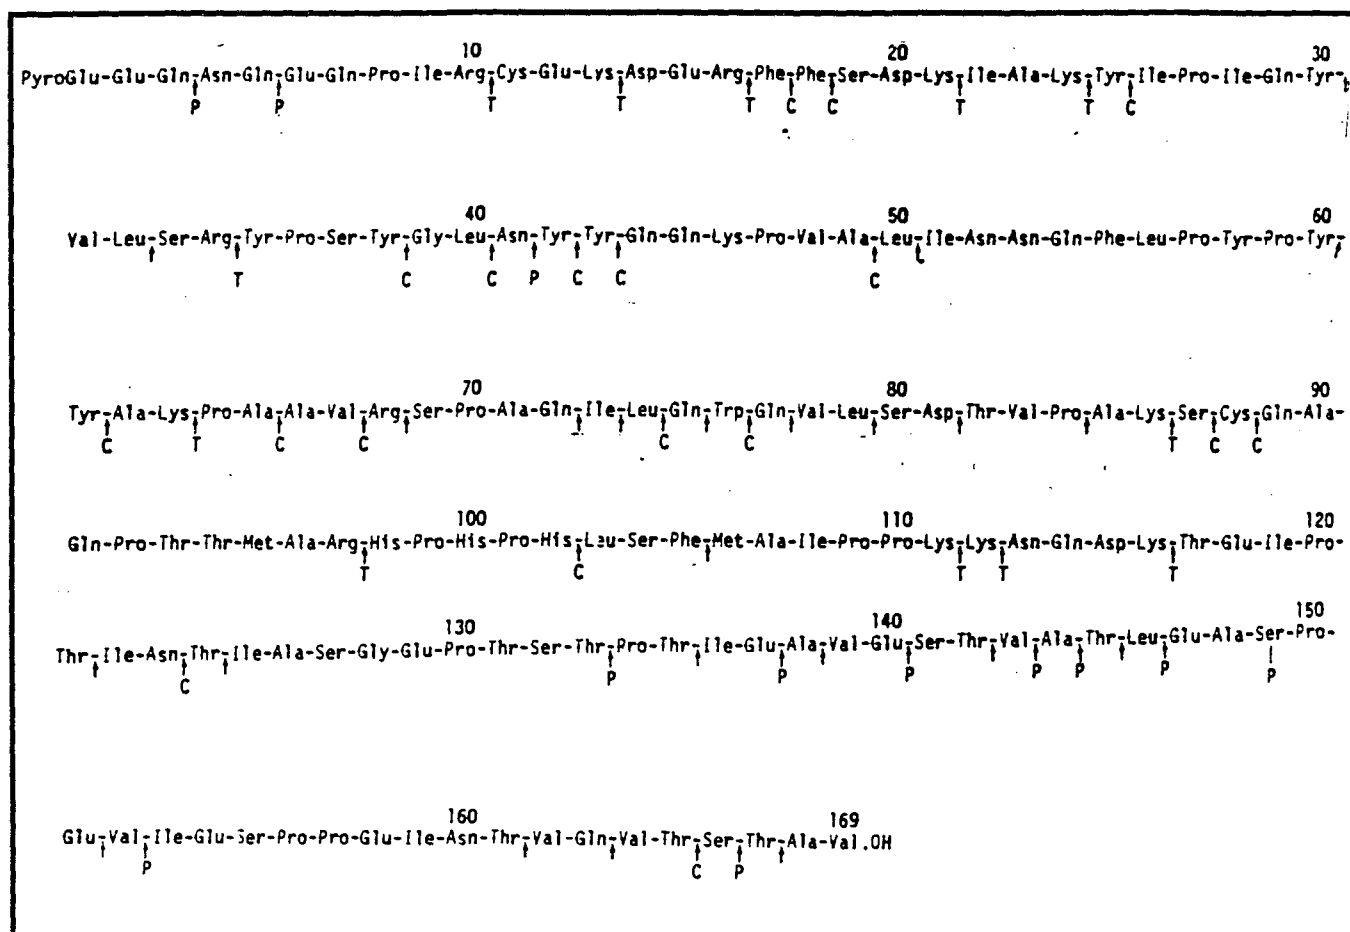 10 20 30
PyroGlu-Glu-Gln-Asn-Gln-Glu-Gln-Pro-Ile-Arg-Cys-Glu-Lys-Asp-Glu-Arg-Phe-Phe-Ser-Asp-Lys-Ile-Ala-Lys-Tyr-Ile-Pro-Ile-Gln-Tyr-
P P T T T C C T T C
40 50 60
Val-Leu-Ser-Arg-Tyr-Pro-Ser-Tyr-Gly-Leu-Asn-Tyr-Tyr-Gln-Gln-Lys-Pro-Val-Ala-Leu-Ile-Asn-Asn-Gln-Phe-Leu-Pro-Tyr-Pro-Tyr-
T C C P C C C
70 80 90
Tyr-Ala-Lys-Pro-Ala-Ala-Val-Arg-Ser-Pro-Ala-Gln-Ile-Leu-Gln-Trp-Gln-Val-Leu-Ser-Asp-Thr-Val-Pro-Ala-Lys-Ser-Cys-Gln-Ala-
C T C C C C T C C
100 110 120
Gln-Pro-Thr-Thr-Met-Ala-Arg-His-Pro-His-Pro-His-Leu-Ser-Phe-Met-Ala-Ile-Pro-Pro-Lys-Lys-Asn-Gln-Asp-Lys-Thr-Glu-Ile-Pro-
T C T T T
130 140 150
Thr-Ile-Asn-Thr-Ile-Ala-Ser-Gly-Glu-Pro-Thr-Ser-Thr-Pro-Thr-Ile-Glu-Ala-Val-Glu-Ser-Thr-Val-Ala-Thr-Leu-Glu-Ala-Ser-Pro-
C P P P P P P P
160 169
Glu-Val-Ile-Glu-Ser-Pro-Pro-Glu-Ile-Asn-Thr-Val-Gln-Val-Thr-Ser-Thr-Ala-Val.OH
P C P